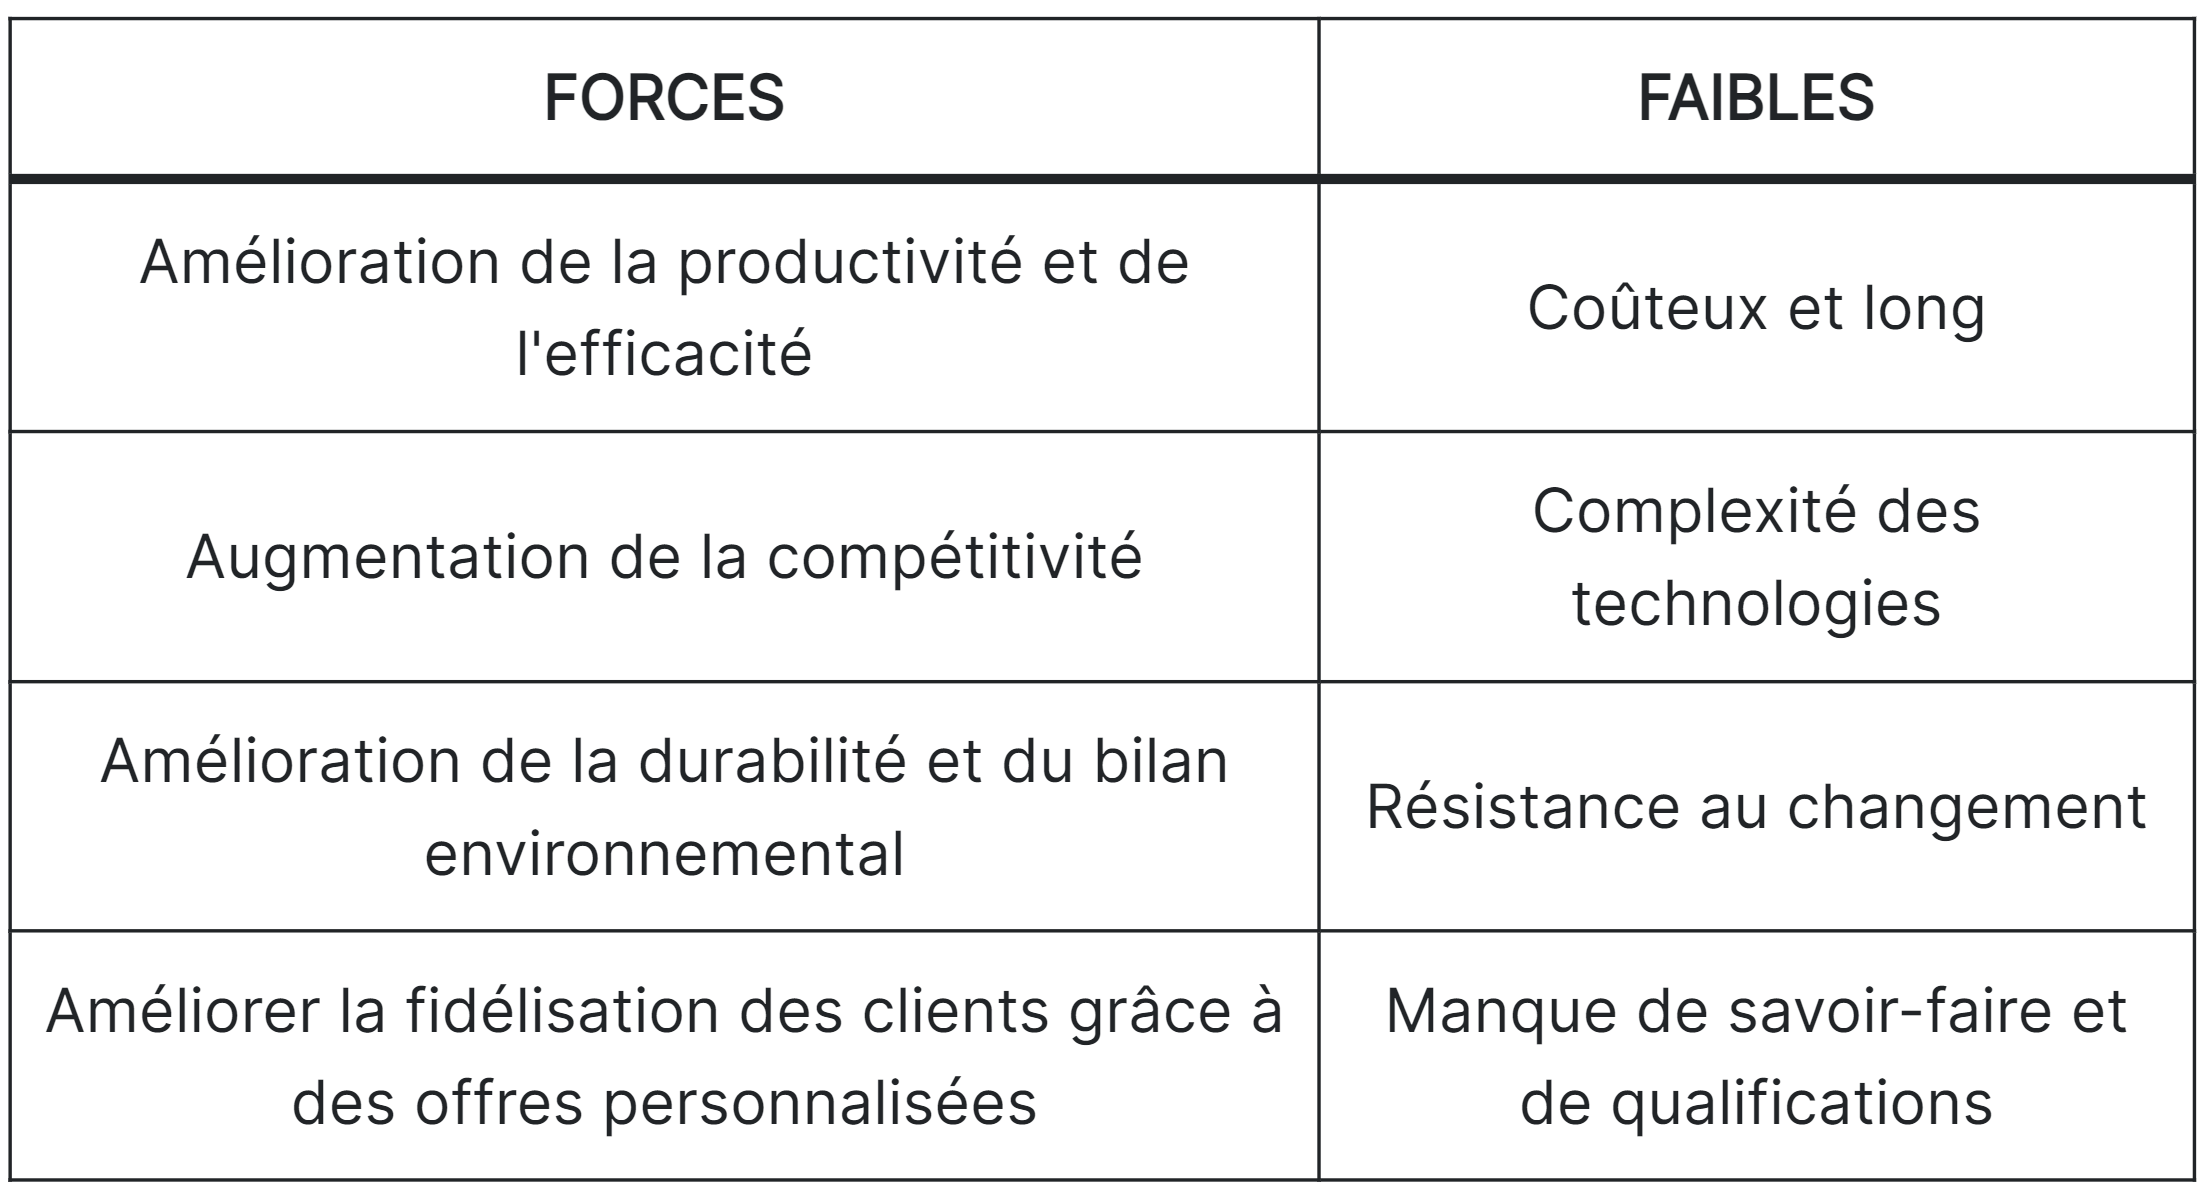 FORCES
FAIBLES
Amélioration de la productivité et de
l'efficacité
Coûteux et long
Augmentation de la compétitivité
Complexité des
technologies
Amélioration de la durabilité et du bilan
environnemental
Résistance au changement
Améliorer la fidélisation des clients grâce à
des offres personnalisées
Manque de savoir-faire et
de qualifications